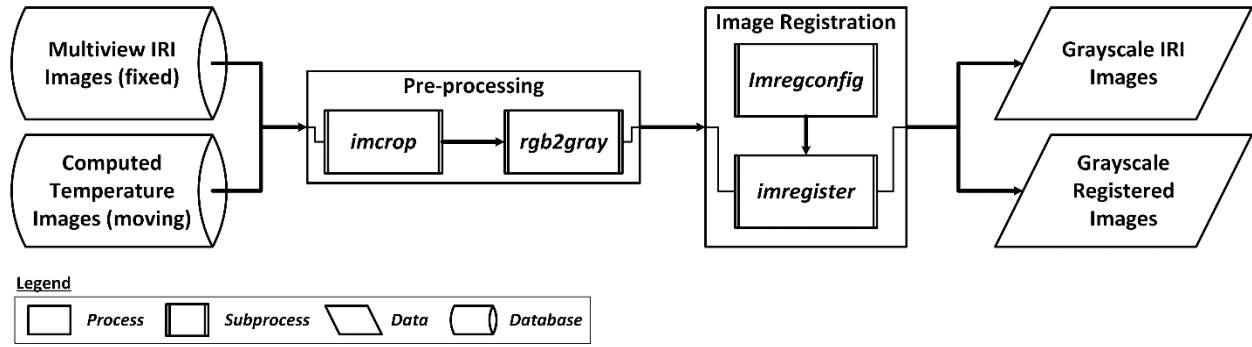 Multiview IRI
Images (fixed)
Computed
Temperature
Images (moving)
Pre-processing
imcrop
rgb2gray
Image Registration
Imregconfig
imregister
Grayscale IRI
Images
Grayscale
Registered
Images
Legend
Process
Subprocess
Data
Database